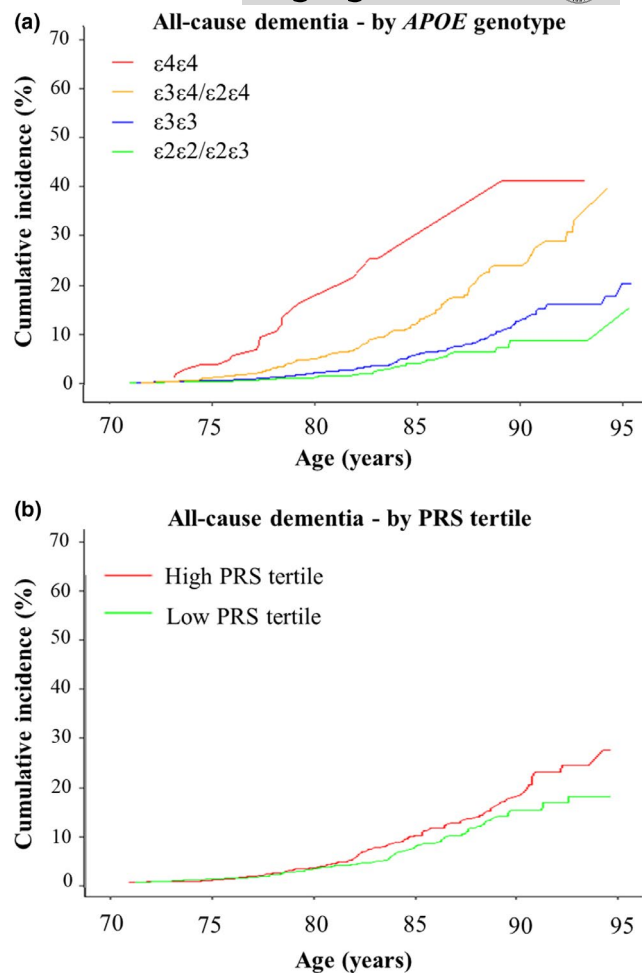 (a)
All-cause dementia - by APOE genotype
70
60
50
40
30
20
10
0
Cumulative incidence (%)
ε4ε4
ε3ε4/ε2ε4
ε3ε3
ε2ε2/ε2ε3
70 75 80 85 90 95
Age (years)
(b)
All-cause dementia - by PRS tertile
70
60
50
40
30
20
10
0
Cumulative incidence (%)
High PRS tertile
Low PRS tertile
70 75 80 85 90 95
Age (years)